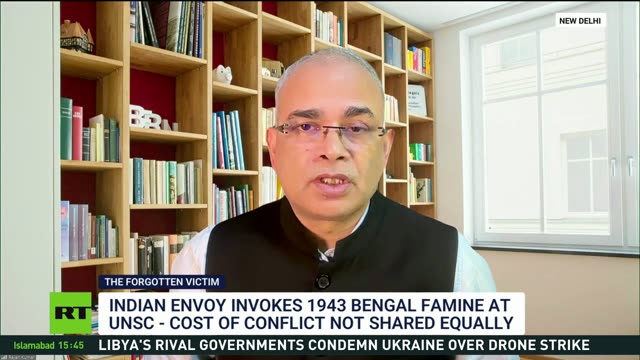 NEW DELHI
THE FORGOTTEN VICTIM
INDIAN ENVOY INVOKES 1943 BENGAL FAMINE AT
UNSC - COST OF CONFLICT NOT SHARED EQUALLY
RT
Islamabad 15:45
LIBYA'S RIVAL GOVERNMENTS CONDEMN UKRAINE OVER DRONE STRIKE